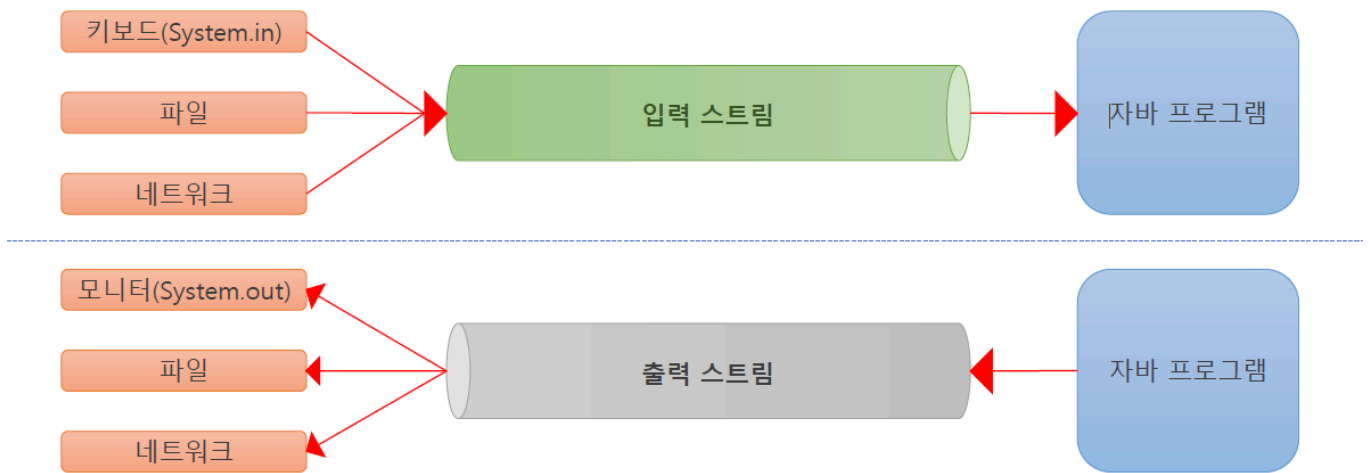 키보드(System.in)
파일
네트워크
입력 스트림
자바 프로그램
모니터(System.out)
파일
네트워크
출력 스트림
자바 프로그램